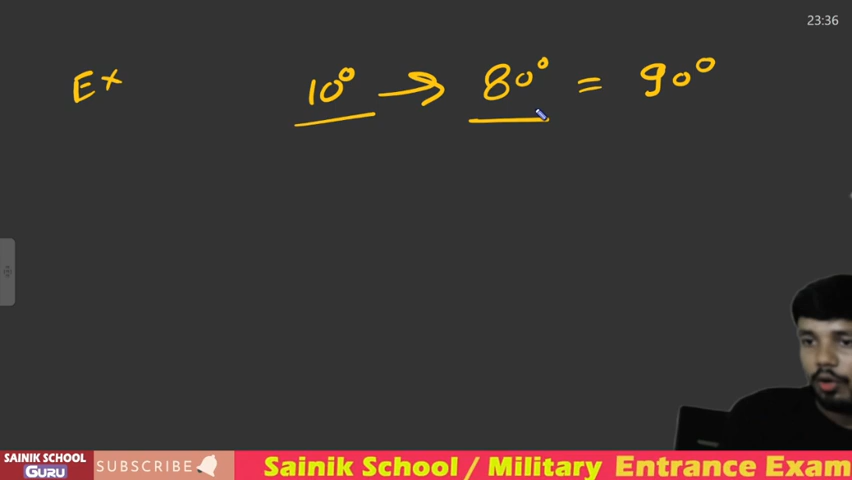 23:36
Ex 10° → 80° = 90°
SAINIK SCHOOL
GURU
SUBSCRIBE
Sainik School / Military Entrance Exam